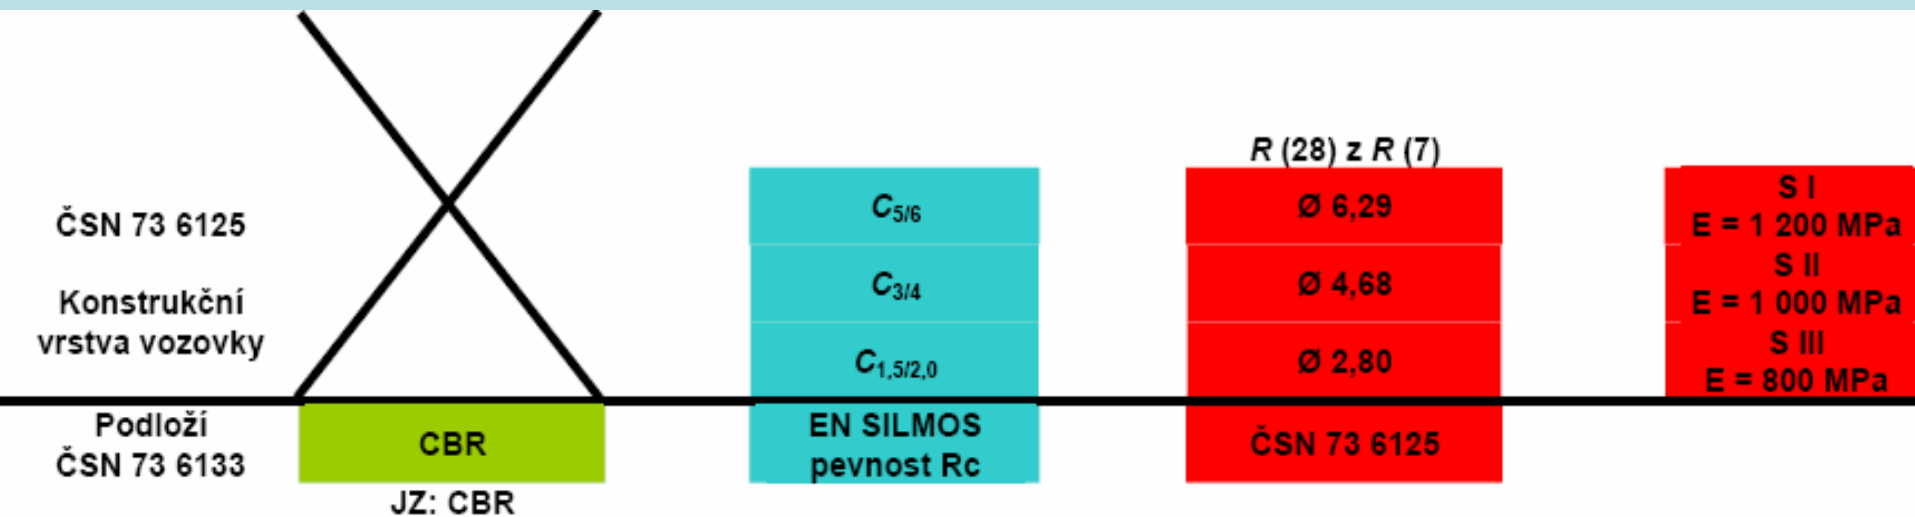 R (28) z R (7)
ČSN 73 6125
Konstrukční
vrstva vozovky
C5/6
C3/4
C1,5/2,0
Ø 6,29
Ø 4,68
Ø 2,80
S I
E = 1 200 MPa
S II
E = 1 000 MPa
S III
E = 800 MPa
Podloží
ČSN 73 6133
CBR
JZ: CBR
EN SILMOS
pevnost Rc
ČSN 73 6125